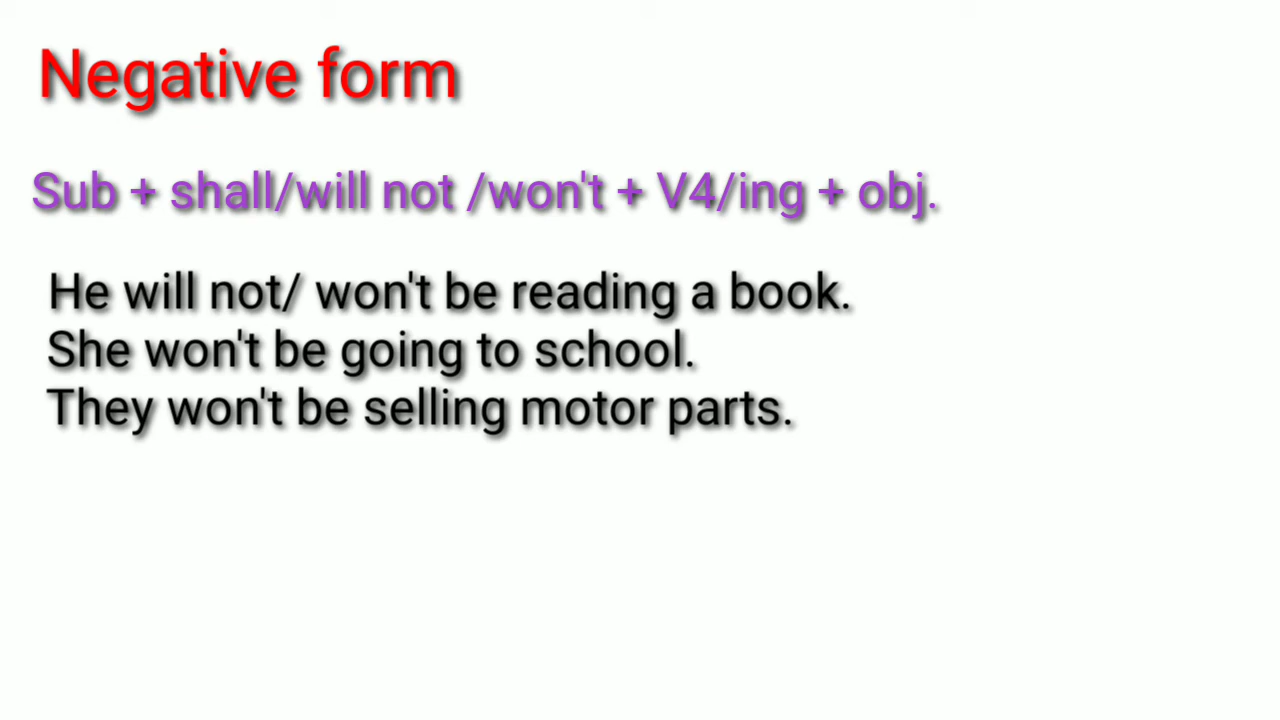 Negative form
Sub + shall/will not /won't + V4/ing + obj.
He will not/ won't be reading a book.
She won't be going to school.
They won't be selling motor parts.